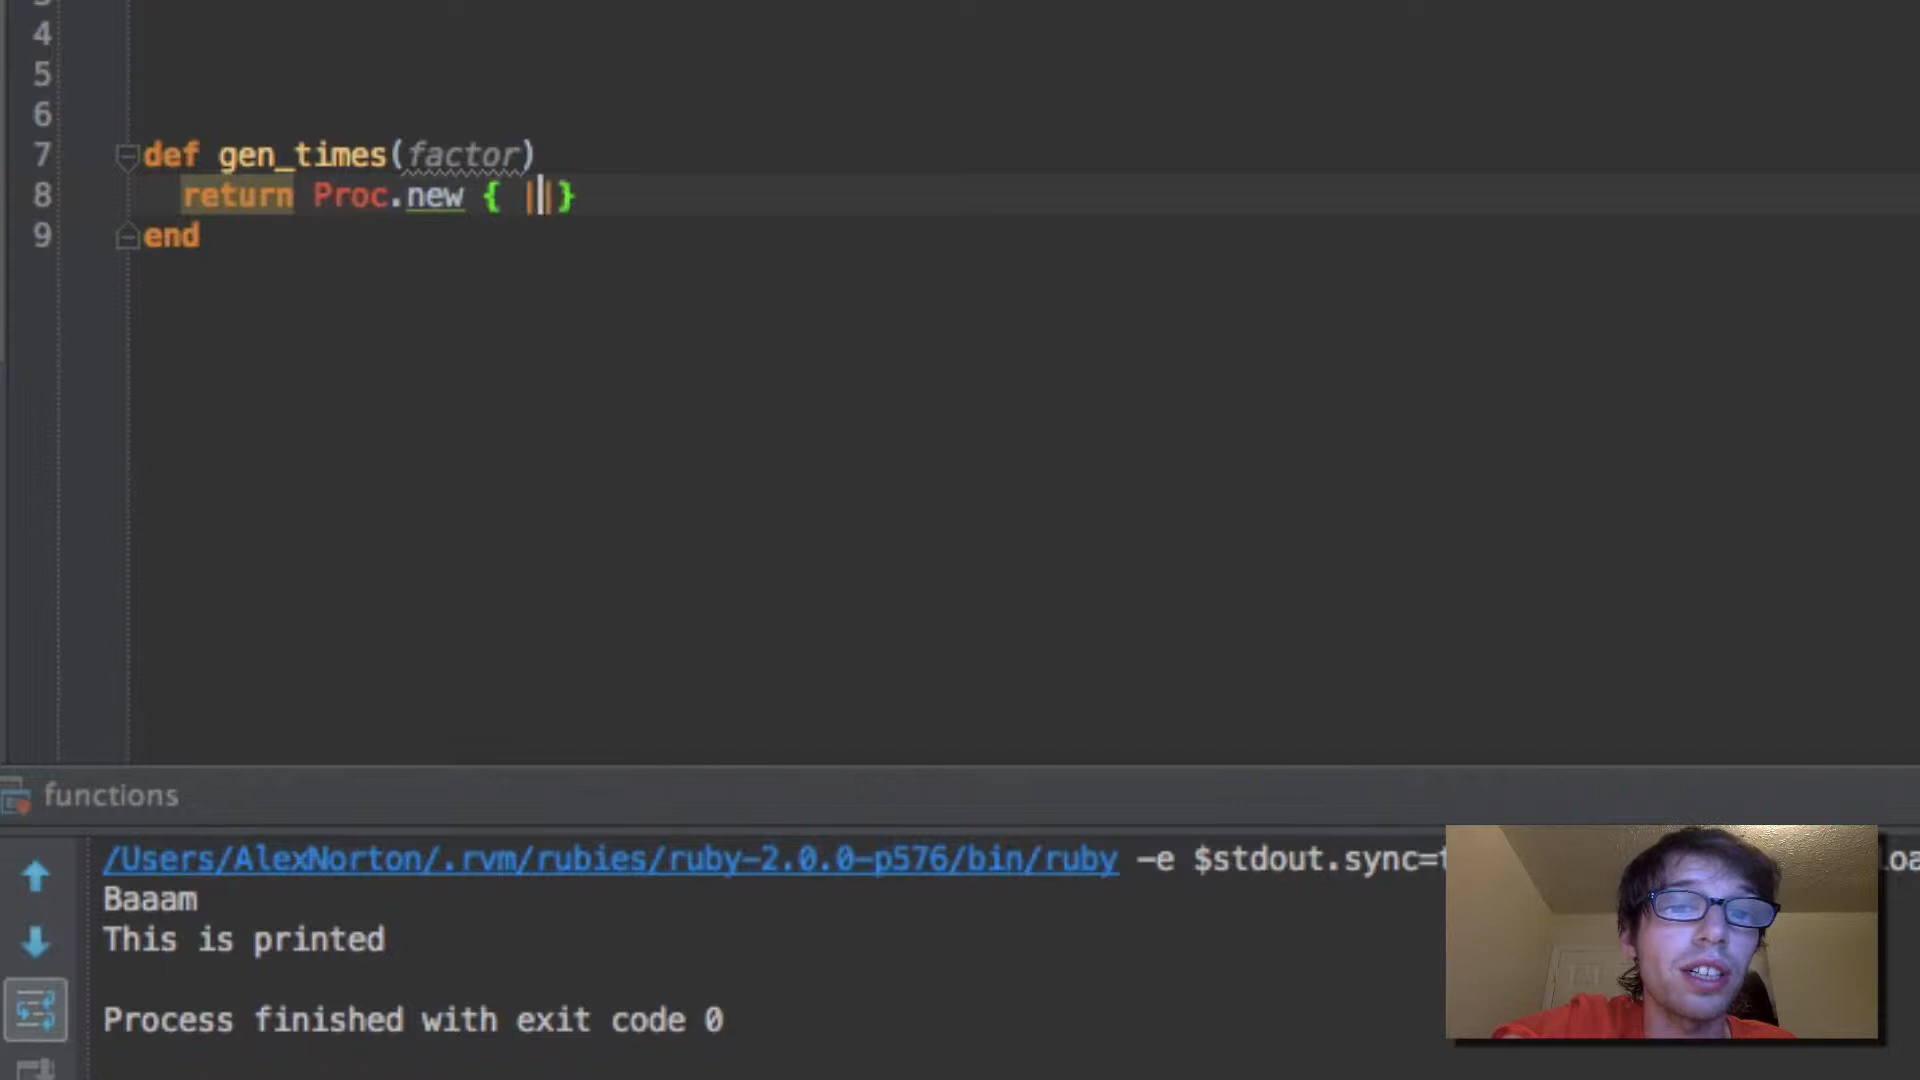 4
5
6
7 def gen_times(factor)
8 return Proc.new { ||}
9 end
functions
/Users/AlexNorton/.rvm/rubies/ruby-2.0.0-p576/bin/ruby -e $stdout.sync=
Baaam
This is printed
Process finished with exit code 0